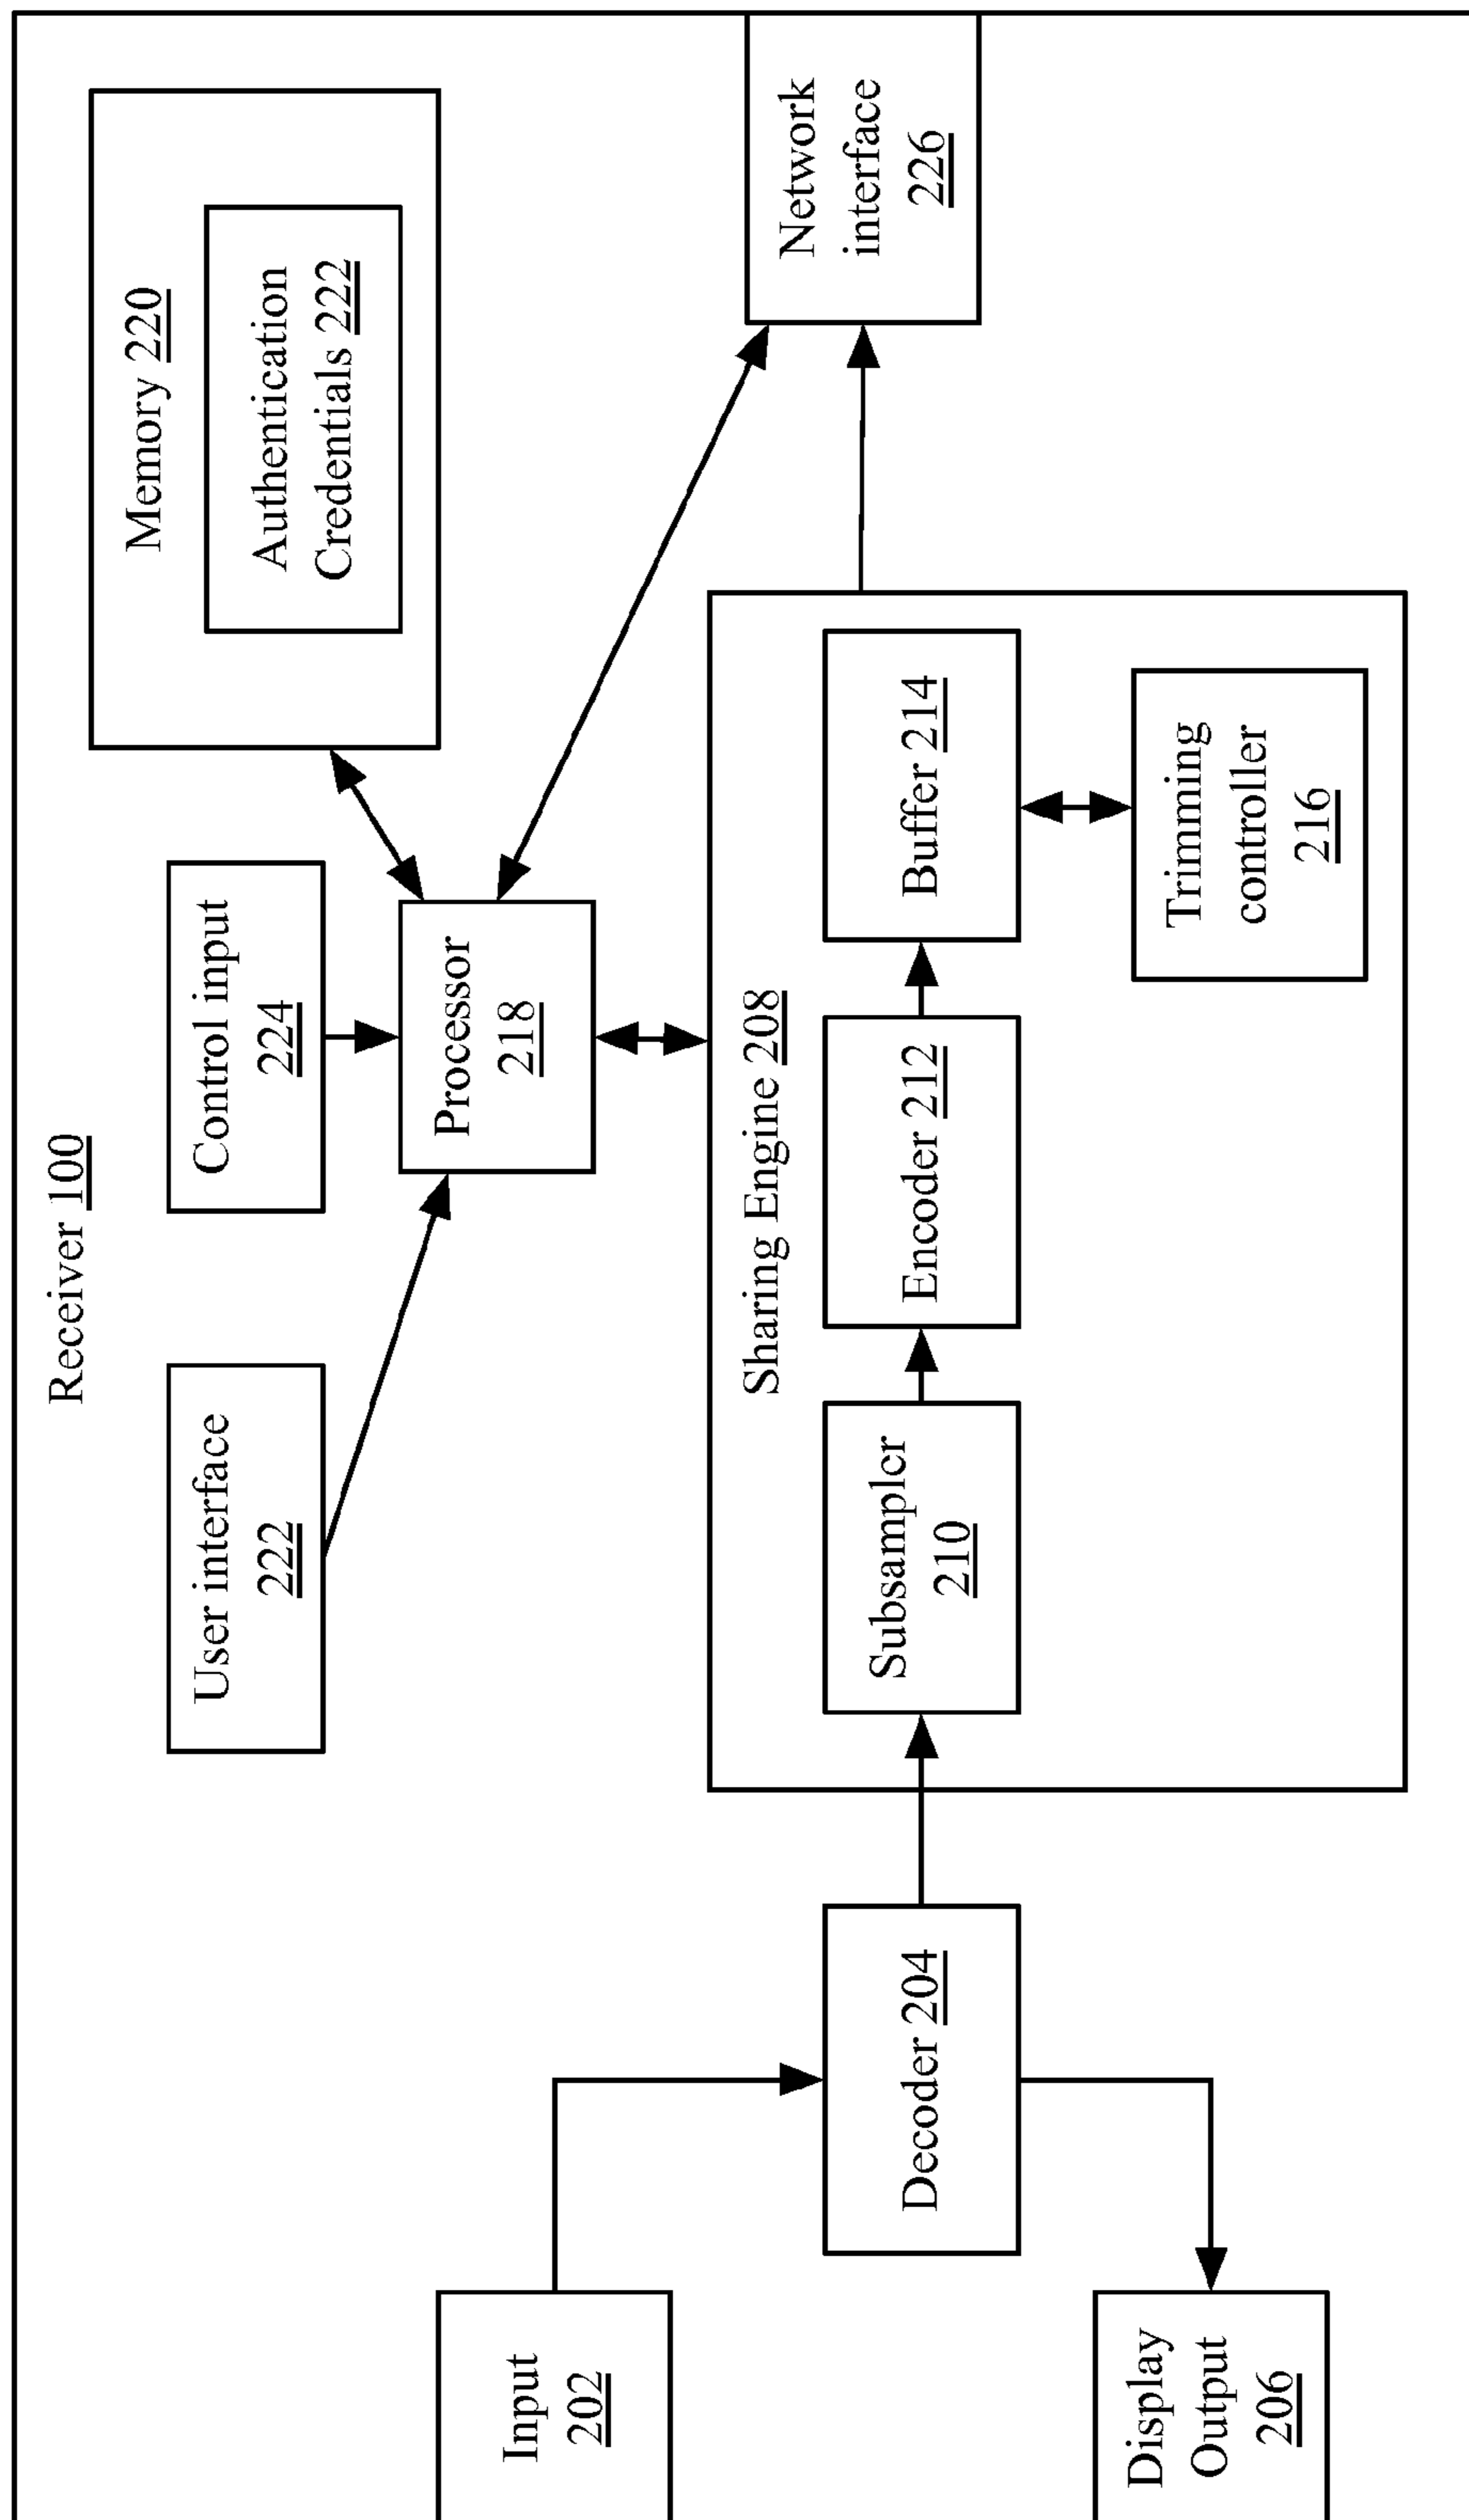 Receiver 100
User interface
222
Control input
224
Memory 220
Authentication
Credentials 222
Processor
218
Input
202
Decoder 204
Display
Output
206
Sharing Engine 208
Subsampler
210
Encoder 212
Buffer 214
Trimming
controller
216
Network
interface
226